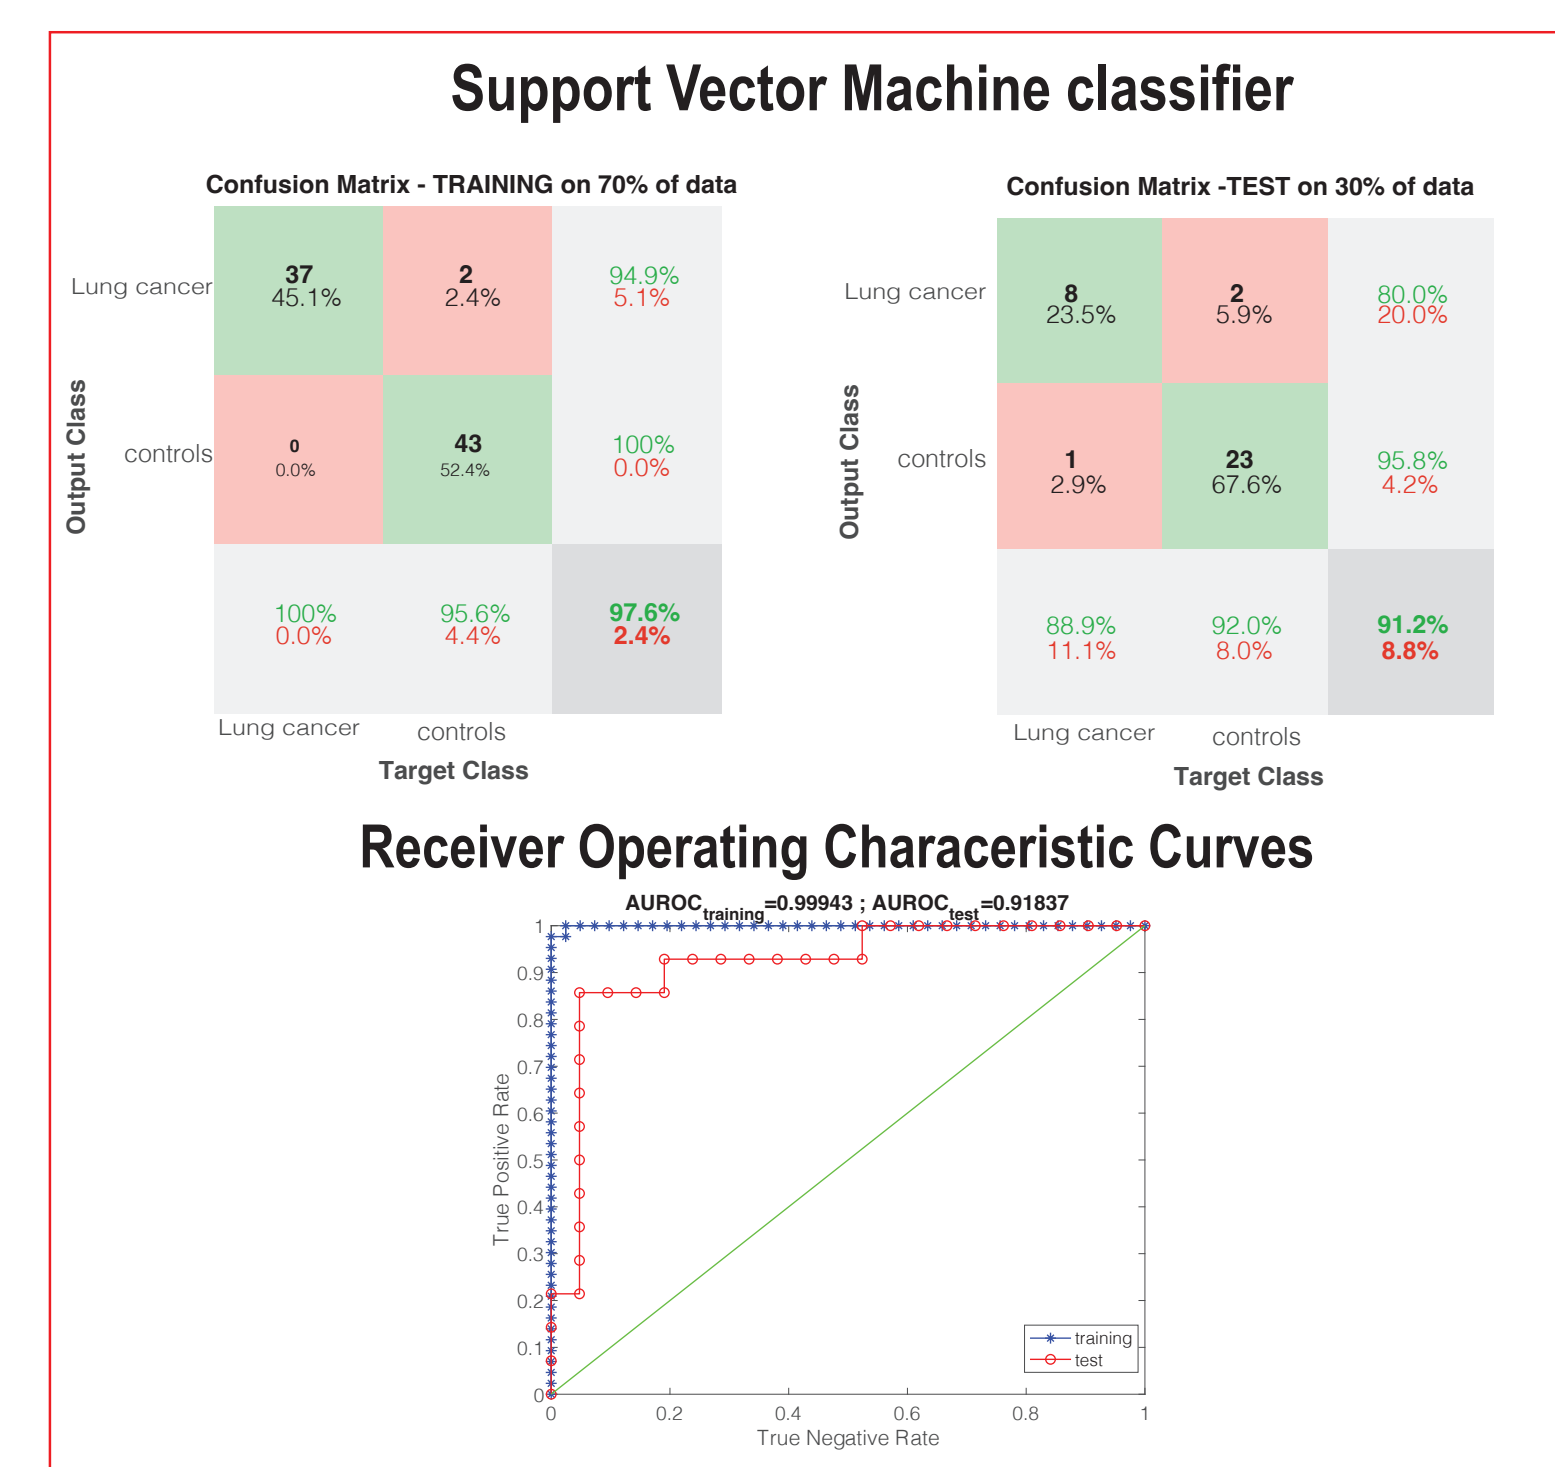 Support Vector Machine classifier
Confusion Matrix - TRAINING on 70% of data
Output Class
Lung cancer
37
45.1%
2
2.4%
94.9%
5.1%
controls
0
0.0%
43
52.4%
100%
0.0%
100%
0.0%
95.6%
4.4%
97.6%
2.4%
Lung cancer
controls
Target Class
Confusion Matrix -TEST on 30% of data
Output Class
Lung cancer
8
23.5%
2
5.9%
80.0%
20.0%
controls
1
2.9%
23
67.6%
95.8%
4.2%
88.9%
11.1%
92.0%
8.0%
91.2%
8.8%
Lung cancer
controls
Target Class
Receiver Operating Characeristic Curves
AUROCtraining=0.99943 ; AUROCtest=0.91837
True Positive Rate
1
0.9
0.8
0.7
0.6
0.5
0.4
0.3
0.2
0.1
0
training
test
0 0.2 0.4 0.6 0.8 1
True Negative Rate